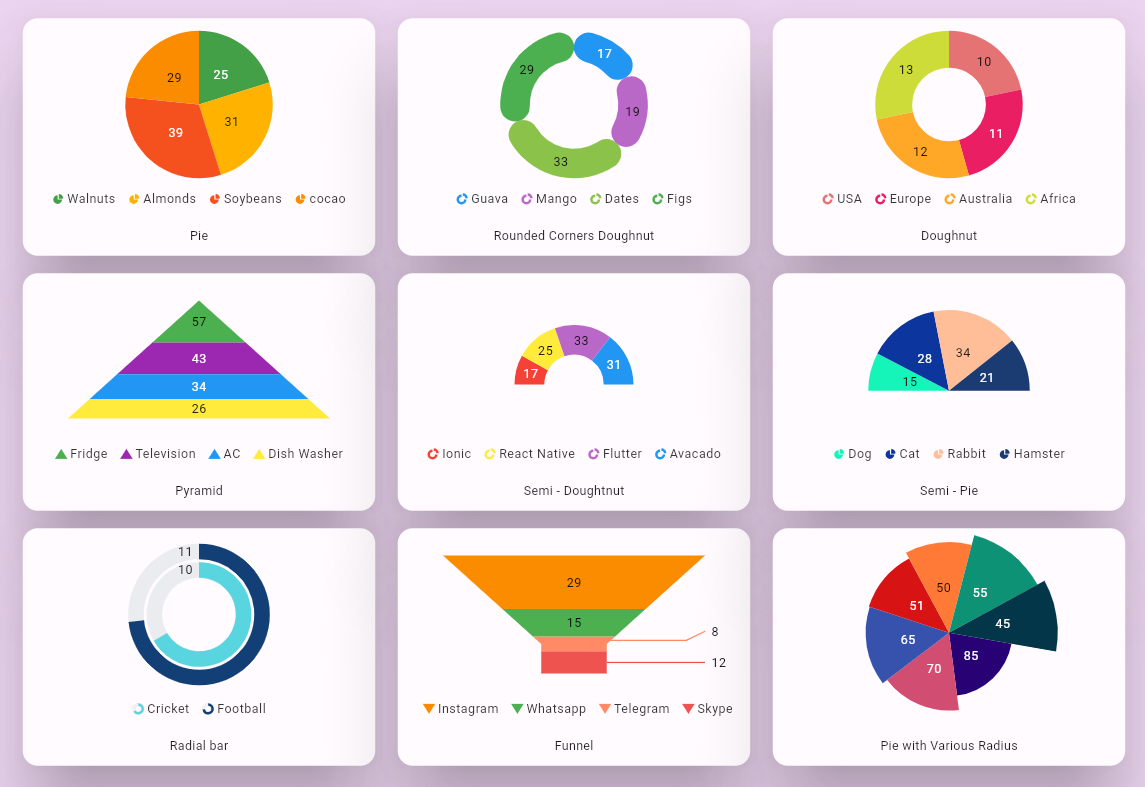 25
31
39
29
Walnuts Almonds Soybeans cocao
Pie
17
19
33
29
Guava Mango Dates Figs
Rounded Corners Doughnut
10
11
12
13
USA Europe Australia Africa
Doughnut
57
43
34
26
Fridge Television AC Dish Washer
Pyramid
17
25
33
31
Ionic React Native Flutter Avacado
Semi - Doughtnut
15
28
34
21
Dog Cat Rabbit Hamster
Semi - Pie
11
10
Cricket Football
Radial bar
29
15
8
12
Instagram Whatsapp Telegram Skype
Funnel
50
55
45
85
70
65
51
Pie with Various Radius